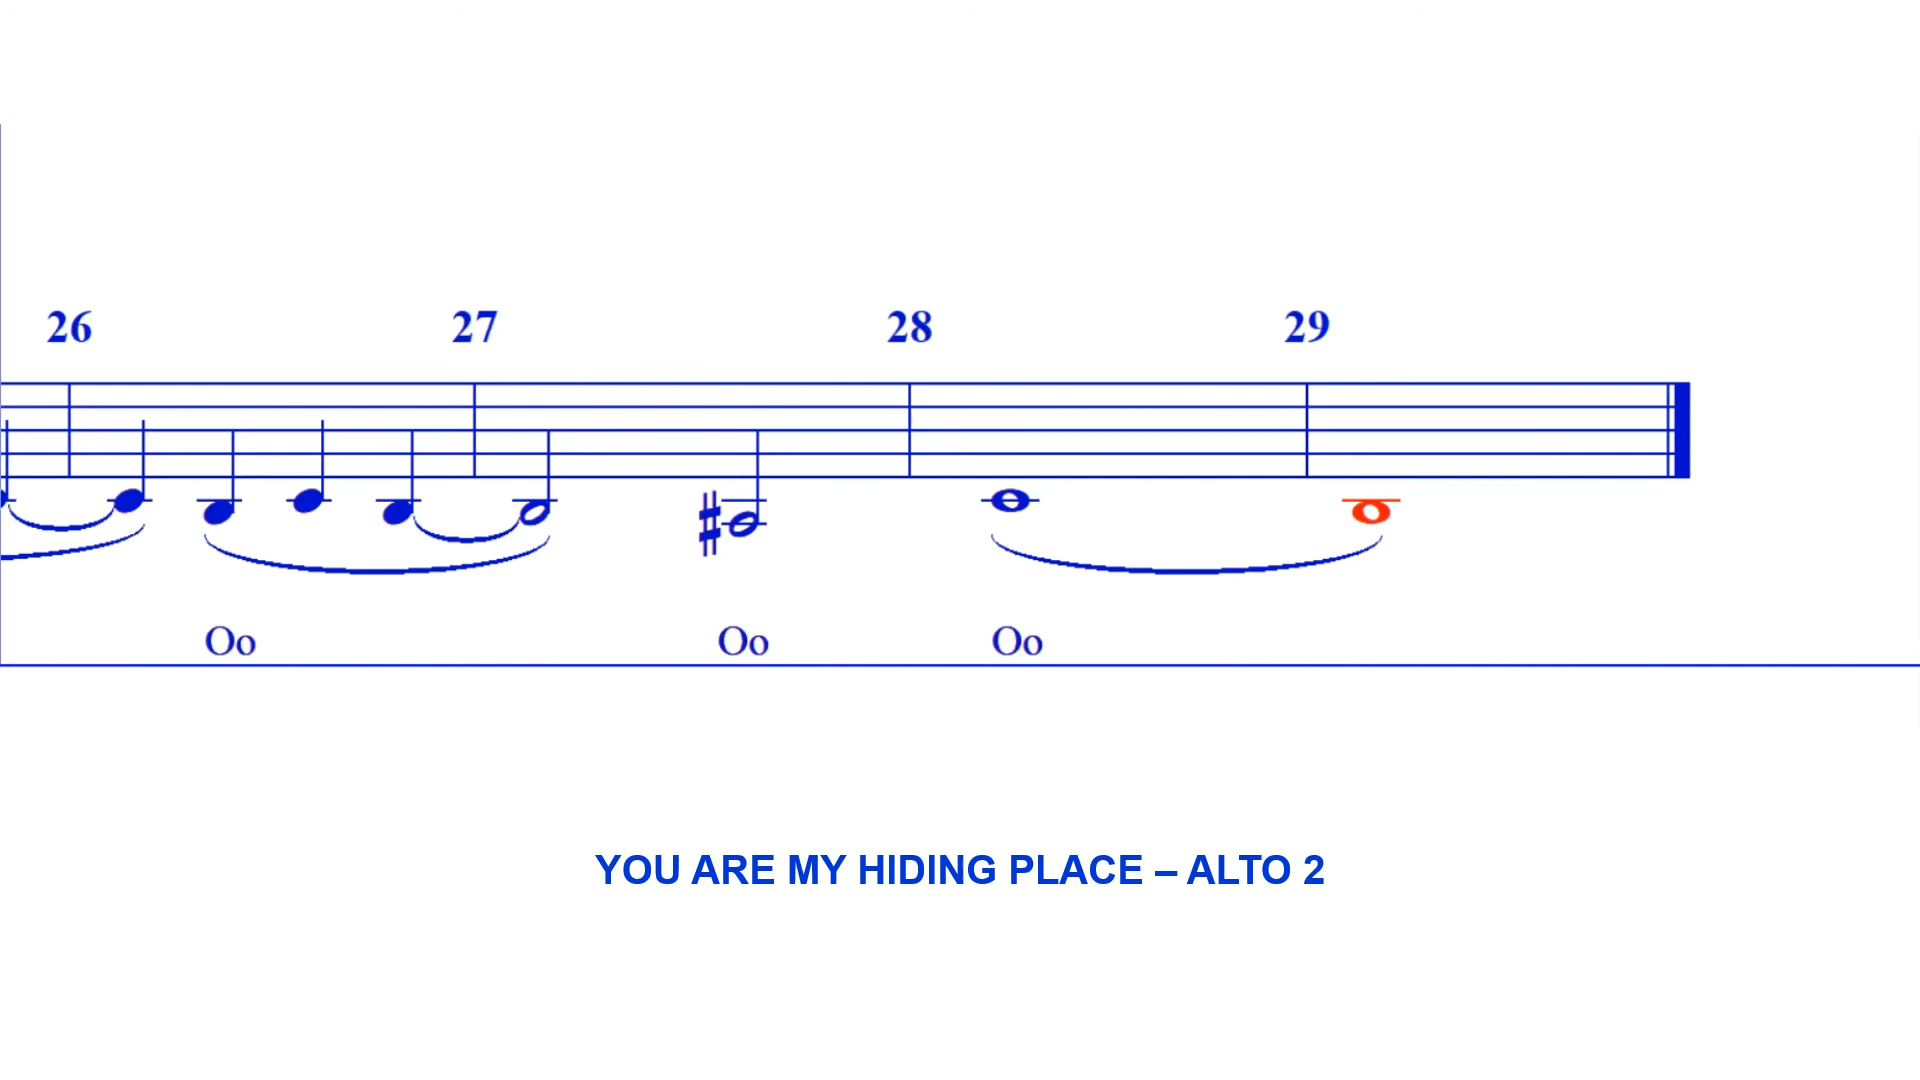 26 27 28 29
Oo Oo Oo
YOU ARE MY HIDING PLACE – ALTO 2